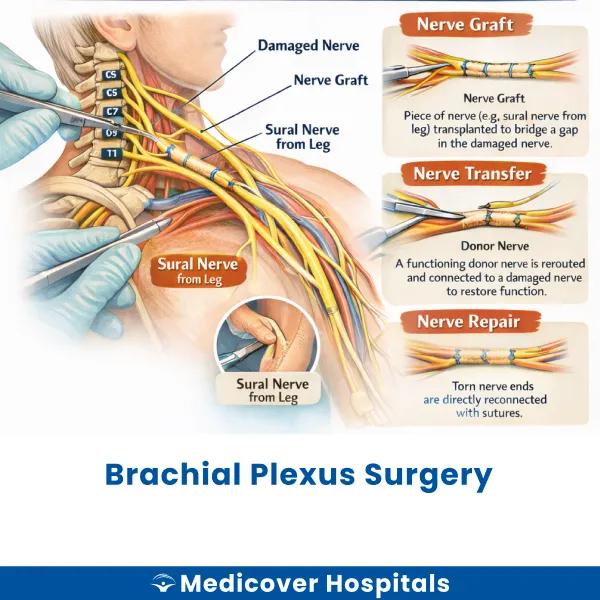 Damaged Nerve
Nerve Graft
Sural Nerve
from Leg
C5
C5
C7
09
T1
Sural Nerve
from Leg
Sural Nerve
from Leg
Nerve Graft
Nerve Graft
Piece of nerve (e.g, sural nerve from
leg) transplanted to bridge a gap
in the damaged nerve.
Nerve Transfer
Donor Nerve
A functioning donor nerve is rerouted
and connected to a damaged nerve
to restore function.
Nerve Repair
Torn nerve ends
are directly reconnected
with sutures.
Brachial Plexus Surgery
Medicover Hospitals